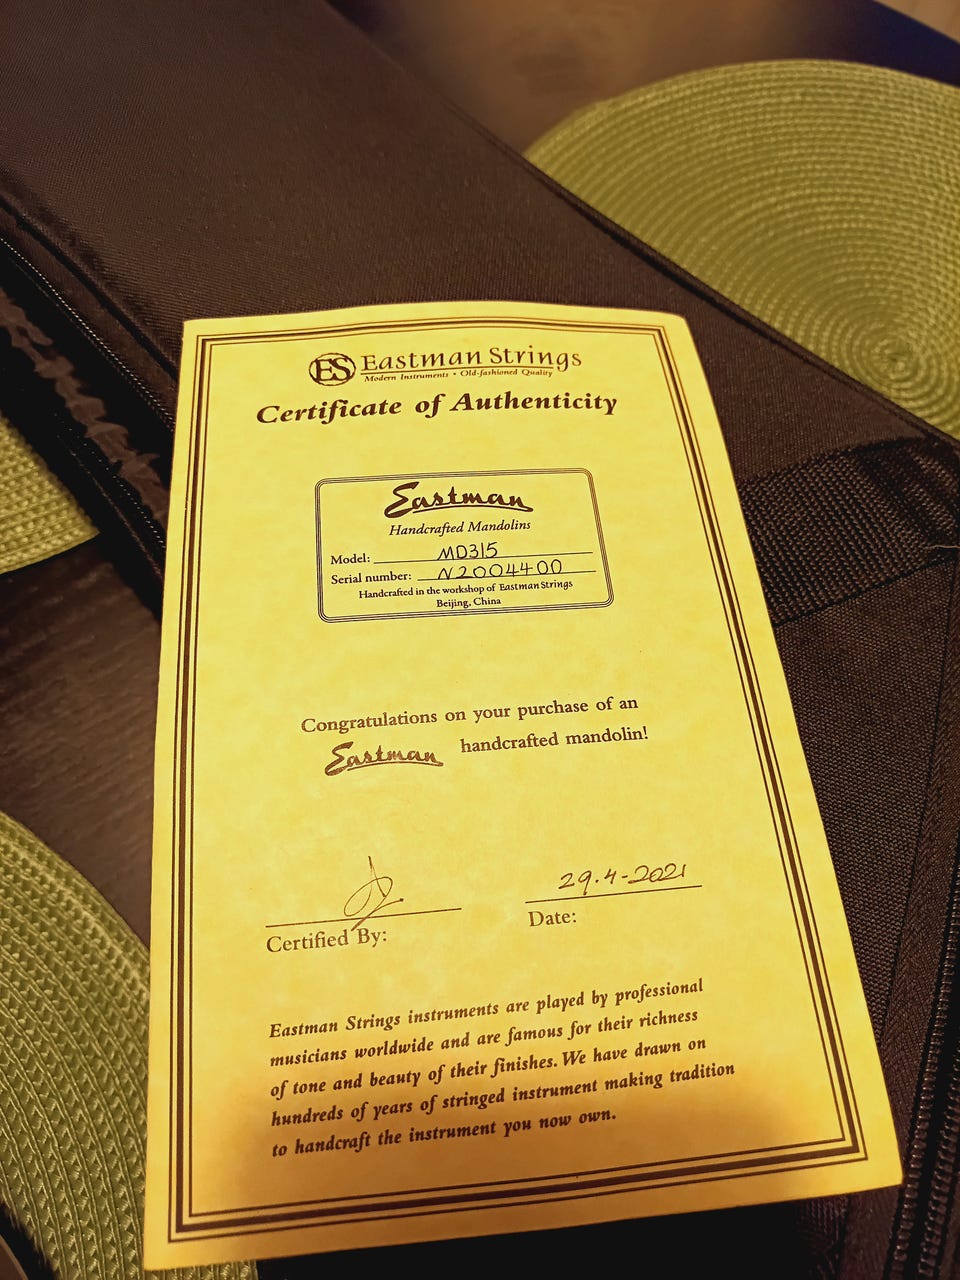 ES Eastman Strings
Modern Instruments • Old-fashioned Quality
Certificate of Authenticity
Eastman
Handcrafted Mandolins
Model: MD315
Serial number: N2004400
Handcrafted in the workshop of Eastman Strings
Beijing, China
Congratulations on your purchase of an
Eastman handcrafted mandolin!
29.4-2021
Certified By: Date:
Eastman Strings instruments are played by professional
musicians worldwide and are famous for their richness
of tone and beauty of their finishes. We have drawn on
hundreds of years of stringed instrument making tradition
to handcraft the instrument you now own.